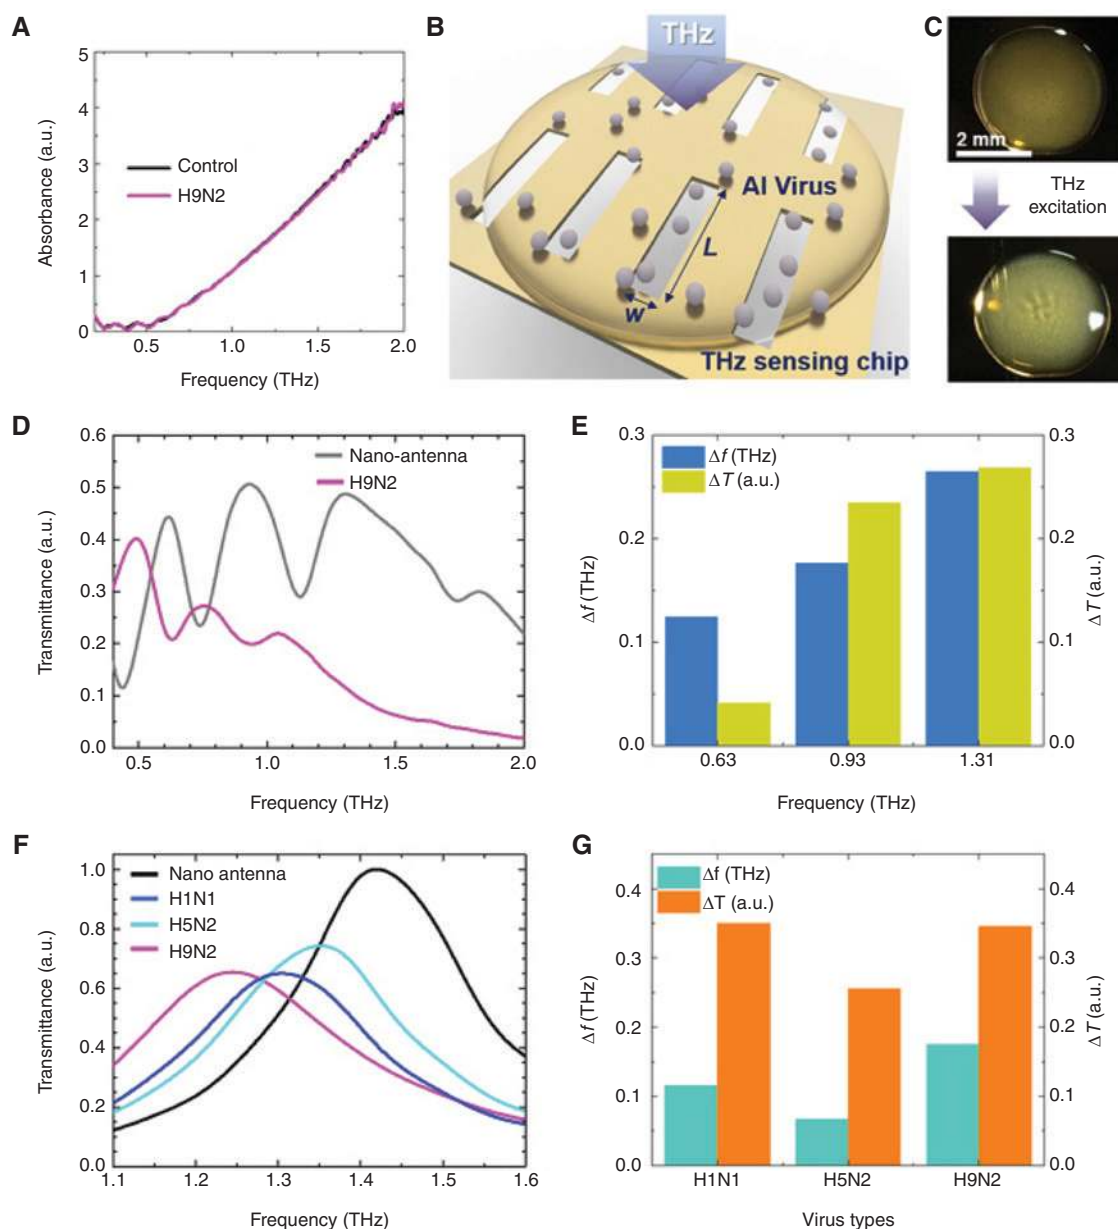 A
5
4
3
2
1
0
0.5
1.0
1.5
2.0
Absorbance (a.u.)
Frequency (THz)
Control
H9N2
B
THz
AI Virus
L
w
THz sensing chip
C
2 mm
THz
excitation
D
0.6
0.5
0.4
0.3
0.2
0.1
0.0
0.5
1.0
1.5
2.0
Transmittance (a.u.)
Frequency (THz)
Nano-antenna
H9N2
E
0.3
0.2
0.1
0.0
0.3
0.2
0.1
0.0
Δf (THz)
ΔT (a.u.)
Δf (THz)
ΔT (a.u.)
0.63
0.93
1.31
Frequency (THz)
F
1.0
0.8
0.6
0.4
0.2
0.0
1.1
1.2
1.3
1.4
1.5
1.6
Transmittance (a.u.)
Frequency (THz)
Nano antenna
H1N1
H5N2
H9N2
G
0.4
0.3
0.2
0.1
0.0
0.4
0.3
0.2
0.1
0.0
Δf (THz)
ΔT (a.u.)
Δf (THz)
ΔT (a.u.)
H1N1
H5N2
H9N2
Virus types